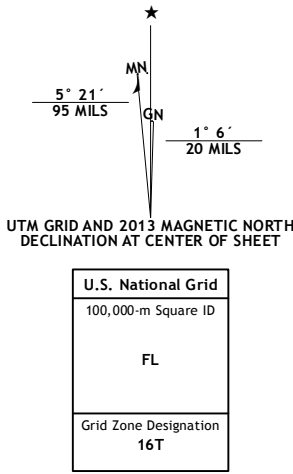 ★
MN
5° 21´
95 MILS
GN
1° 6´
20 MILS
UTM GRID AND 2013 MAGNETIC NORTH
DECLINATION AT CENTER OF SHEET
U.S. National Grid
100,000-m Square ID
FL
Grid Zone Designation
16T